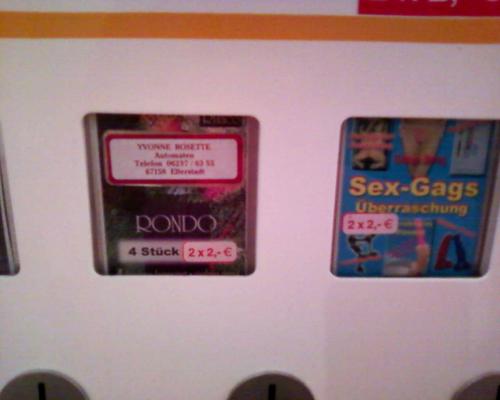 YVONNE ROSETTE
Automaten
Telefon 06237 / 63 55
67158 Ellerstadt
RONDO
4 Stück 2 x 2,- €
Sex-Gags
Überraschung
2 x 2,- €